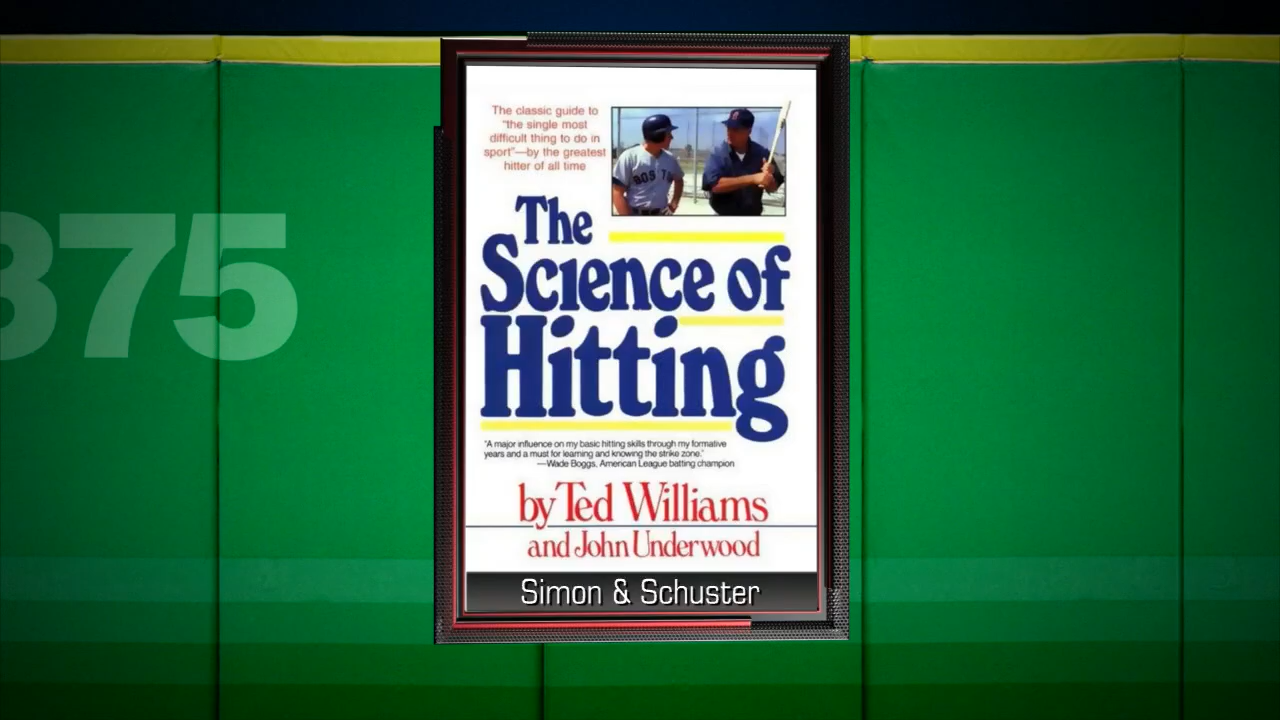 375
The classic guide to
"the single most
difficult thing to do in
sport"—by the greatest
hitter of all time
BOSTON
The
Science of
Hitting
"A major influence on my basic hitting skills through my formative
years and a must for learning and knowing the strike zone."
—Wade Boggs, American League batting champion
by Ted Williams
and John Underwood
Simon & Schuster